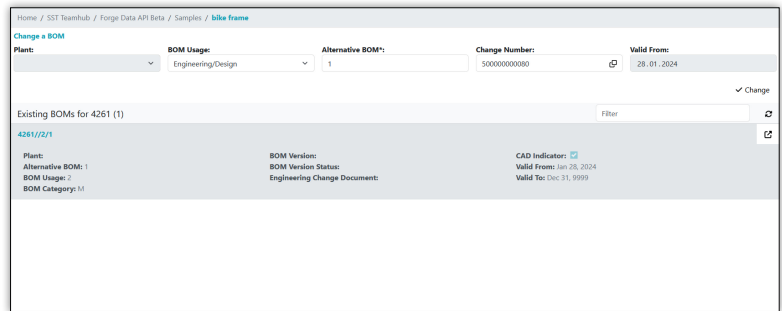 Home / SST Teamhub / Forge Data API Beta / Samples / bike frame
Change a BOM
Plant: BOM Usage: Alternative BOM*: Change Number: Valid From:
Engineering/Design 1 500000000080 28.01.2024
Change
Existing BOMs for 4261 (1) Filter
4261//2/1
Plant: BOM Version: CAD Indicator:
Alternative BOM: 1 BOM Version Status: Valid From: Jan 28, 2024
BOM Usage: 2 Engineering Change Document: Valid To: Dec 31, 9999
BOM Category: M